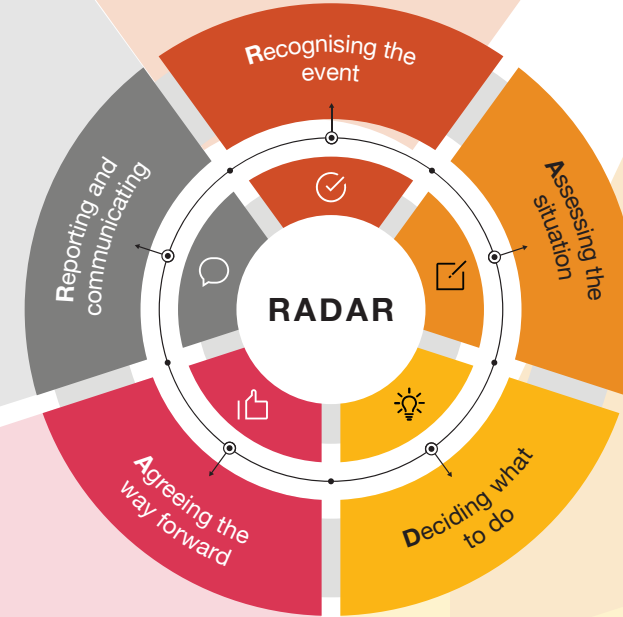 Recognising the
event
Assessing the
situation
Deciding what
to do
Agreeing the
way forward
Reporting and
communicating
RADAR